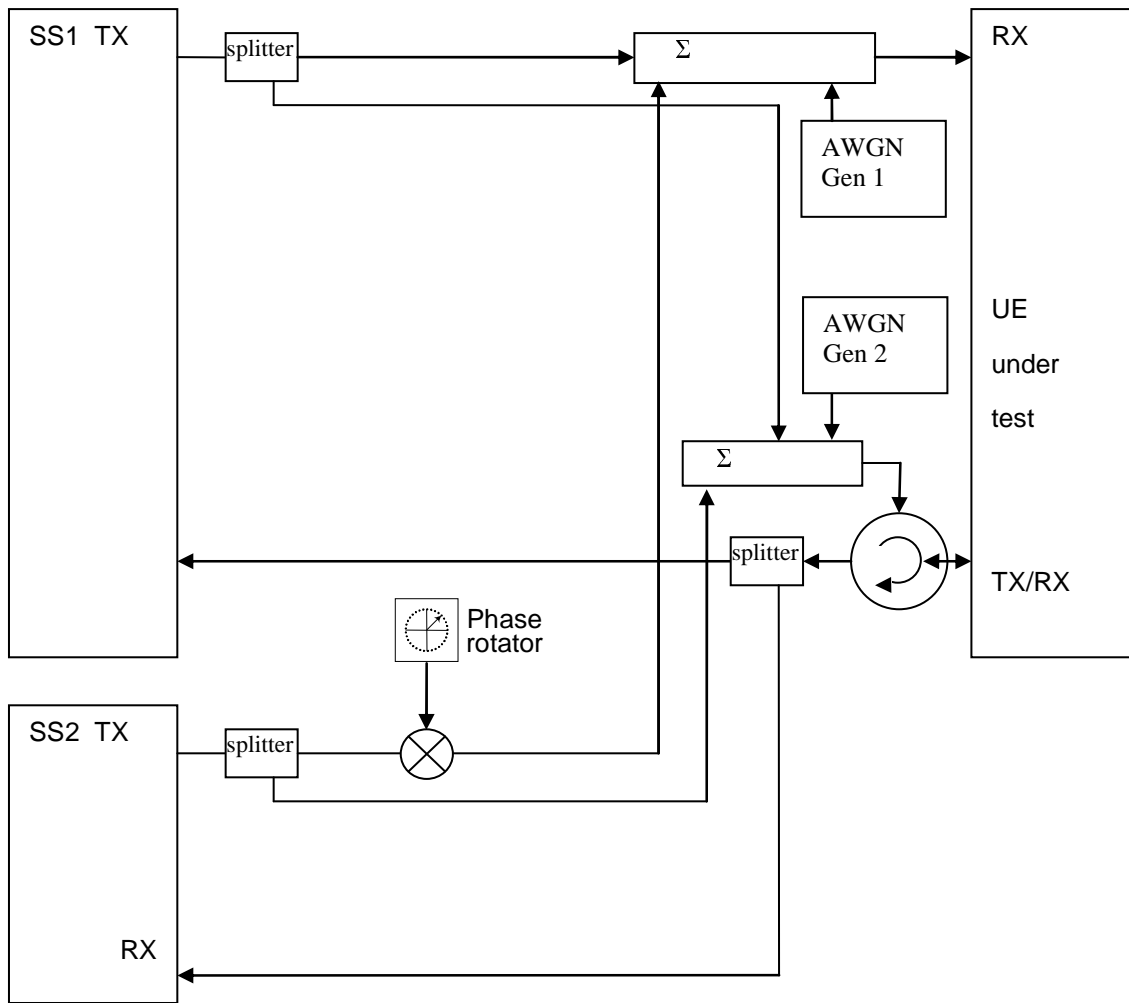 SS1 TX
splitter
Σ
RX
AWGN
Gen 1
AWGN
Gen 2
UE
under
test
Σ
splitter
TX/RX
Phase
rotator
SS2 TX
splitter
RX